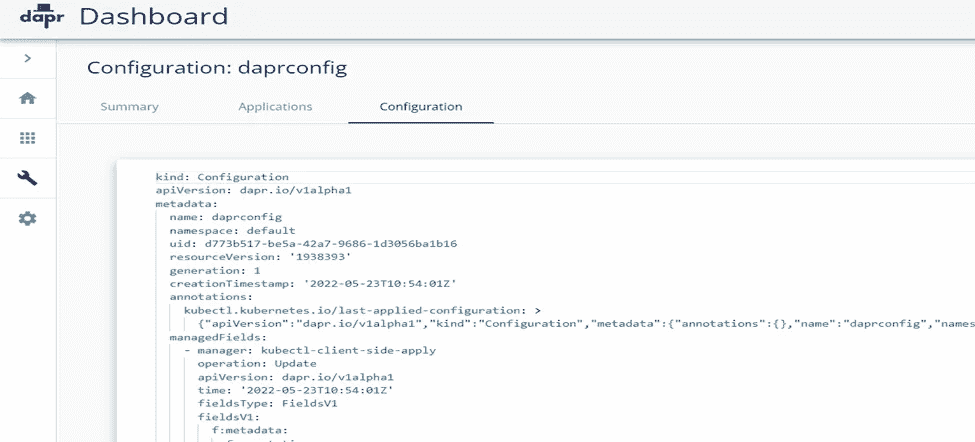 dapr Dashboard
Configuration: daprconfig
Summary Applications Configuration
kind: Configuration
apiVersion: dapr.io/v1alpha1
metadata:
name: daprconfig
namespace: default
uid: d773b517-be5a-42a7-9686-1d3056ba1b16
resourceVersion: '1938393'
generation: 1
creationTimestamp: '2022-05-23T10:54:01Z'
annotations:
kubectl.kubernetes.io/last-applied-configuration: >
{"apiVersion":"dapr.io/v1alpha1","kind":"Configuration","metadata":{"annotations":{},"name":"daprconfig","names
managedFields:
- manager: kubectl-client-side-apply
operation: Update
apiVersion: dapr.io/v1alpha1
time: '2022-05-23T10:54:01Z'
fieldsType: FieldsV1
fieldsV1:
f:metadata: